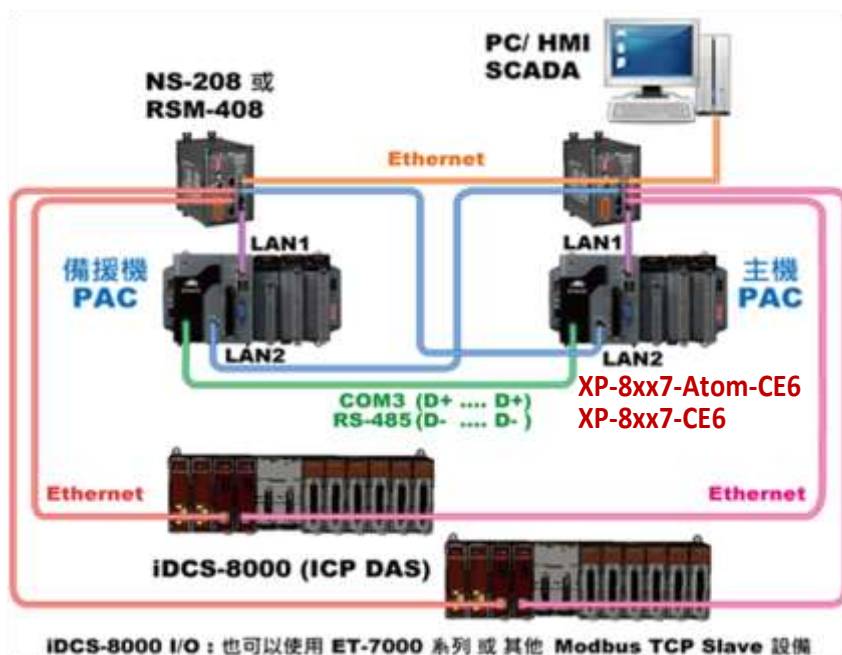 PC/ HMI
SCADA
NS-208 或
RSM-408
Ethernet
LAN1
LAN1
備援機
PAC
主機
PAC
LAN2
LAN2
XP-8xx7-Atom-CE6
XP-8xx7-CE6
COM3 (D+ .... D+)
RS-485 (D- .... D- )
Ethernet
Ethernet
iDCS-8000 (ICP DAS)
iDCS-8000 I/O : 也可以使用 ET-7000 系列 或 其他 Modbus TCP Slave 設備